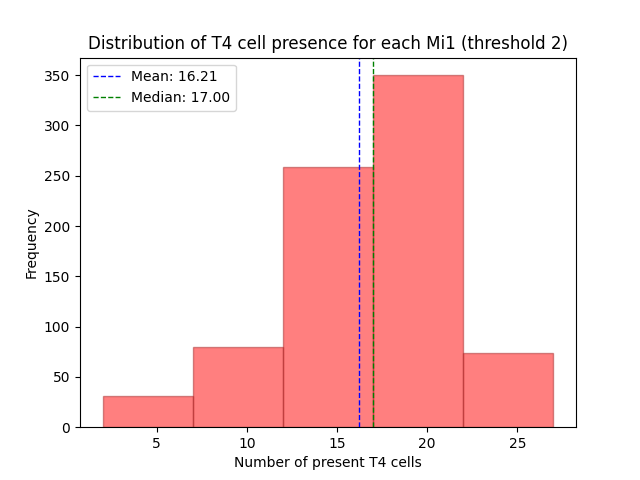 Distribution of T4 cell presence for each Mi1 (threshold 2)
Mean: 16.21
Median: 17.00
350
300
250
200
150
100
50
0
Frequency
5 10 15 20 25
Number of present T4 cells